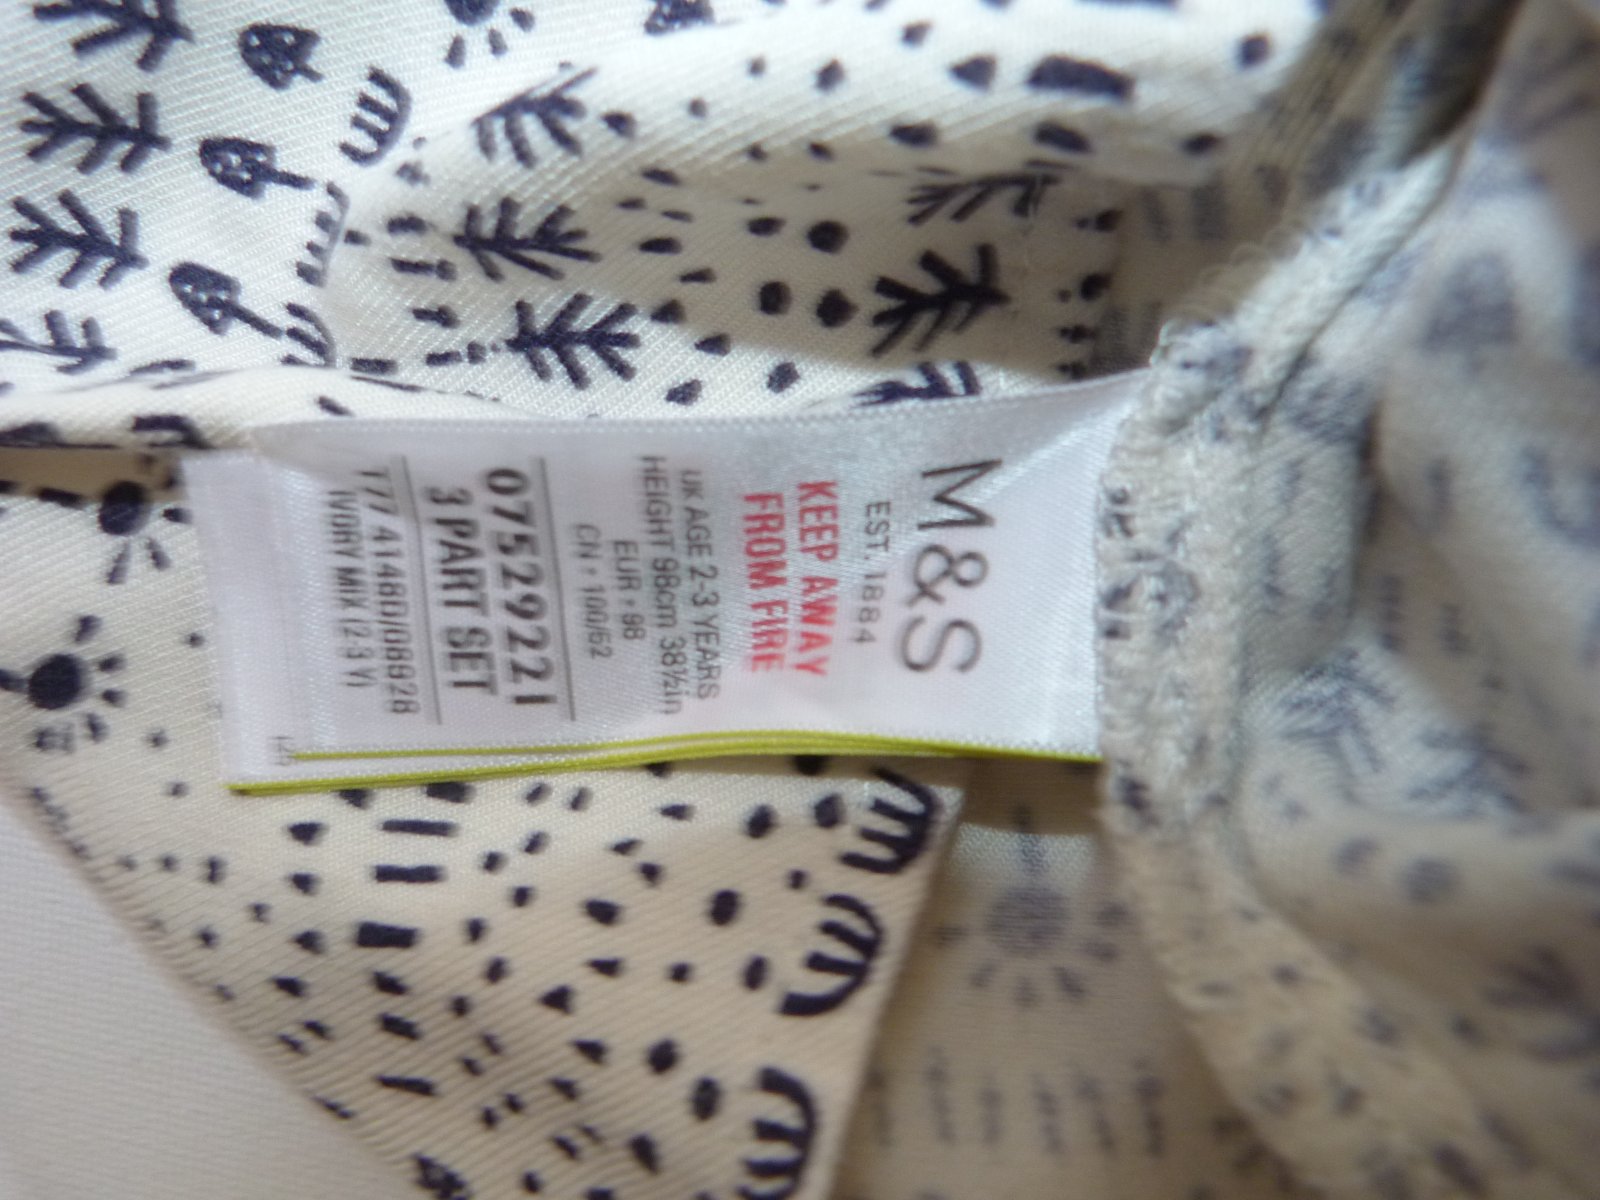 M&S
EST. 1884
KEEP AWAY
FROM FIRE
UK AGE 2-3 YEARS
HEIGHT 98cm 38½in
EUR • 98
CN • 100/52
07529221
3 PART SET
T77 4148D/08928
IVORY MIX (2-3 Y)